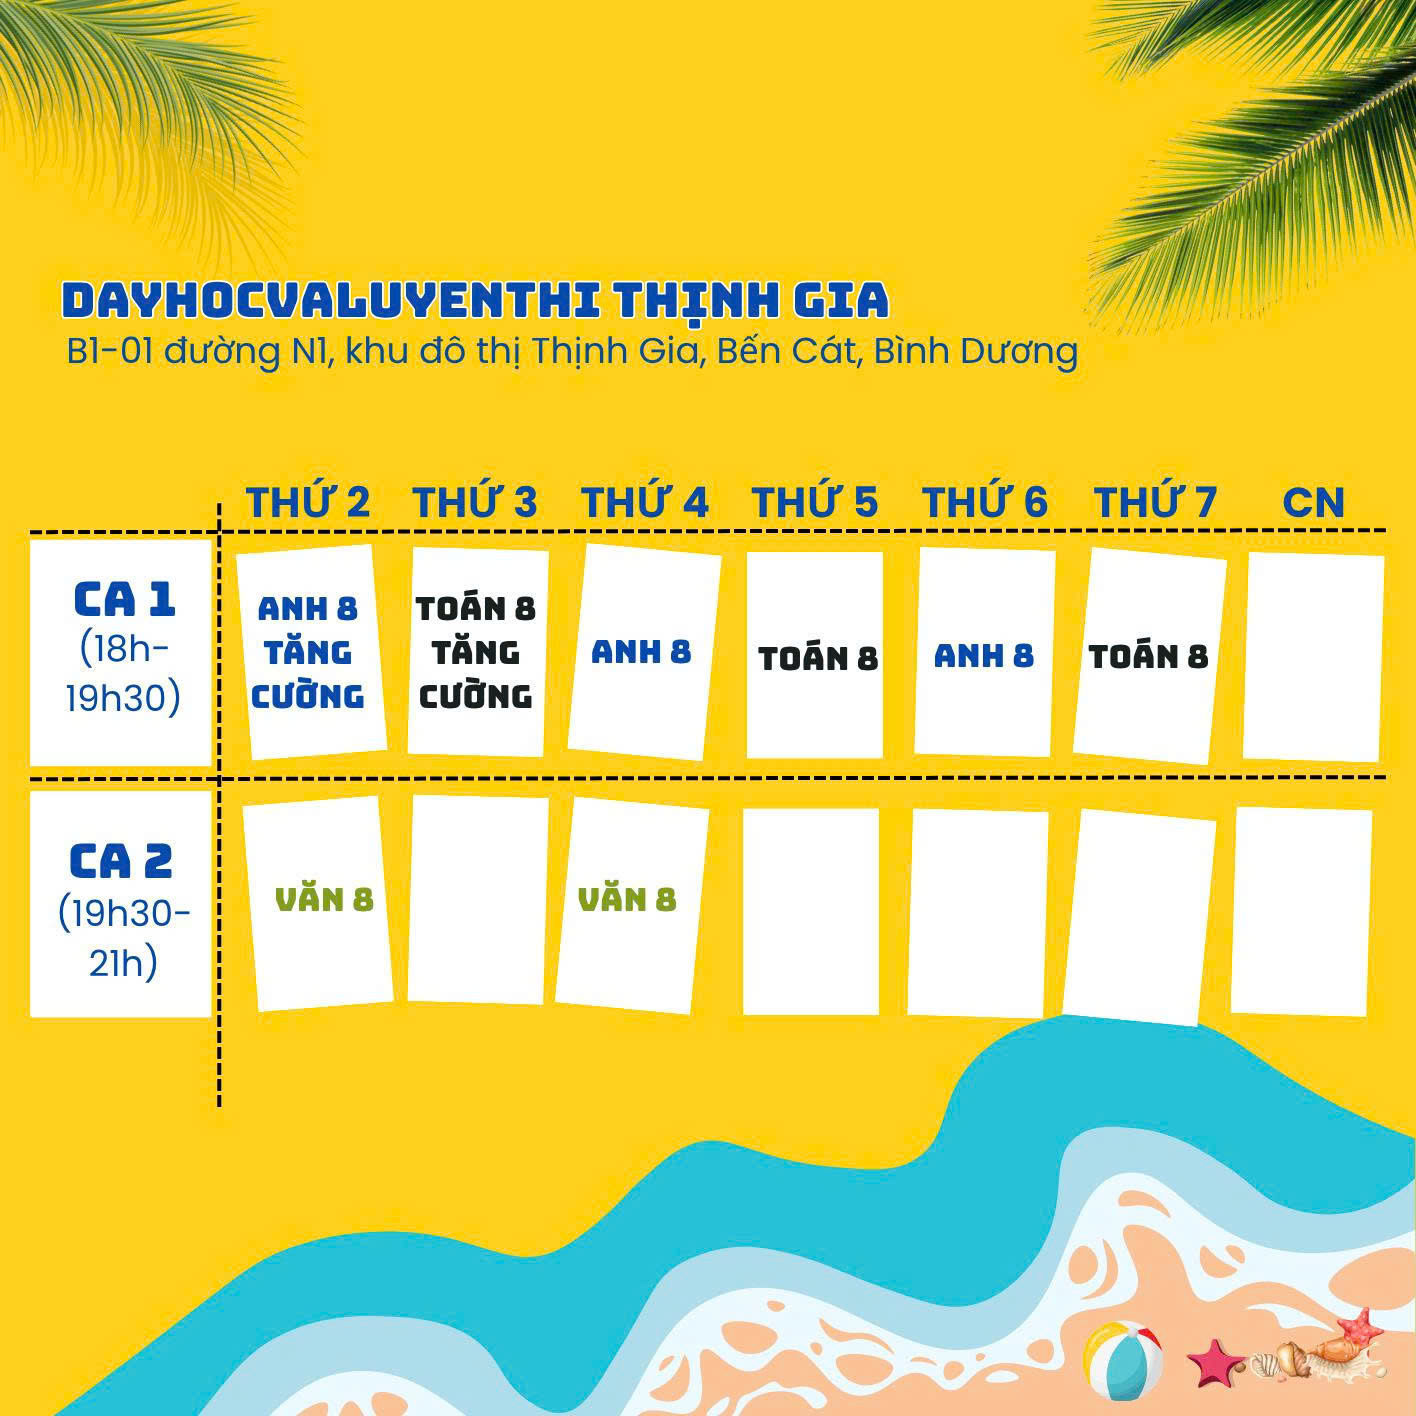 DAYHOCVALUYENTHI THỊNH GIA
B1-01 đường N1, khu đô thị Thịnh Gia, Bến Cát, Bình Dương
THỨ 2 THỨ 3 THỨ 4 THỨ 5 THỨ 6 THỨ 7 CN
CA 1
(18h-
19h30)
ANH 8
TĂNG
CƯỜNG
TOÁN 8
TĂNG
CƯỜNG
ANH 8
TOÁN 8
ANH 8
TOÁN 8
CA 2
(19h30-
21h)
VĂN 8
VĂN 8